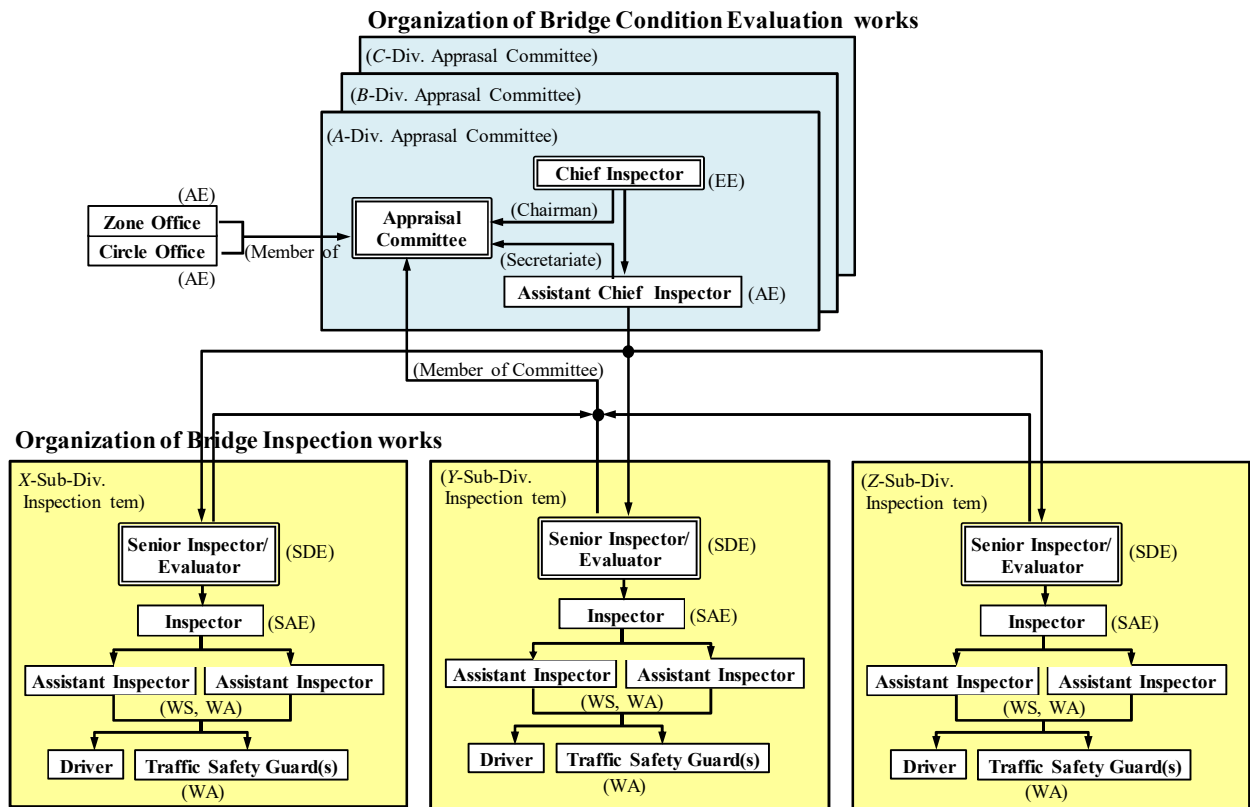 Organization of Bridge Condition Evaluation works
(C-Div. Apprasal Committee)
(B-Div. Apprasal Committee)
(A-Div. Apprasal Committee)
Chief Inspector
(EE)
(AE)
Zone Office
Circle Office
(AE)
(Member of
Appraisal
Committee
(Chairman)
(Secretariate)
Assistant Chief Inspector
(AE)
(Member of Committee)
Organization of Bridge Inspection works
X-Sub-Div.
Inspection tem)
Senior Inspector/
Evaluator
(SDE)
Inspector
(SAE)
Assistant Inspector
Assistant Inspector
(WS, WA)
Driver
Traffic Safety Guard(s)
(WA)
(Y-Sub-Div.
Inspection tem)
Senior Inspector/
Evaluator
(SDE)
Inspector
(SAE)
Assistant Inspector
Assistant Inspector
(WS, WA)
Driver
Traffic Safety Guard(s)
(WA)
(Z-Sub-Div.
Inspection tem)
Senior Inspector/
Evaluator
(SDE)
Inspector
(SAE)
Assistant Inspector
Assistant Inspector
(WS, WA)
Driver
Traffic Safety Guard(s)
(WA)